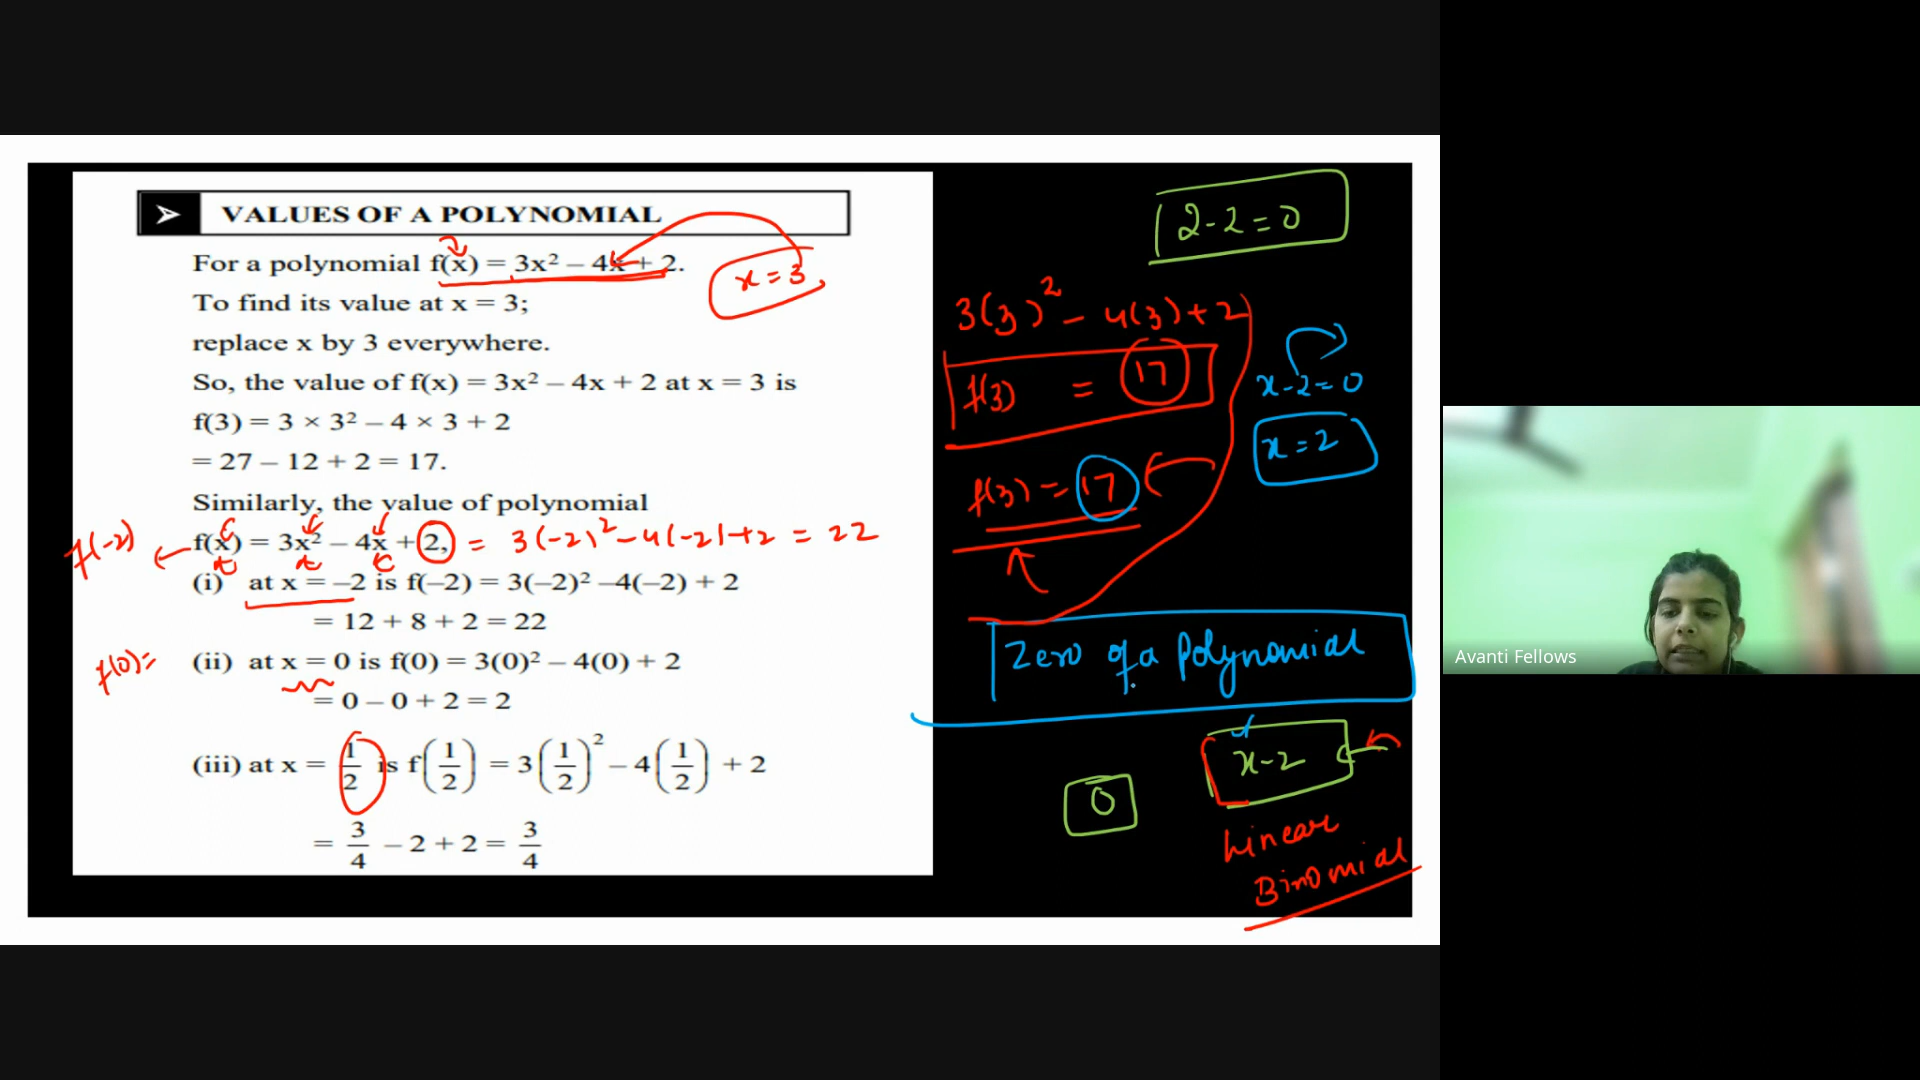 ➤ VALUES OF A POLYNOMIAL
For a polynomial f(x) = 3x² – 4x + 2.
x = 3,
To find its value at x = 3;
replace x by 3 everywhere.
So, the value of f(x) = 3x² – 4x + 2 at x = 3 is
f(3) = 3 × 3² – 4 × 3 + 2
= 27 – 12 + 2 = 17.
Similarly, the value of polynomial
f(-2) ← f(x) = 3x² – 4x + 2, = 3(-2)² - 4(-2) + 2 = 22
(i) at x = –2 is f(–2) = 3(–2)² –4(–2) + 2
= 12 + 8 + 2 = 22
f(0) = (ii) at x = 0 is f(0) = 3(0)² – 4(0) + 2
= 0 – 0 + 2 = 2
(iii) at x = 1/2 is f(1/2) = 3(1/2)² – 4(1/2) + 2
= 3/4 – 2 + 2 = 3/4
2 - 2 = 0
3(3)² - 4(3) + 2
f(3) = 17
x - 2 = 0
x = 2
f(3) = 17
Zero of a Polynomial
x - 2
0
Linear
Binomial
Avanti Fellows